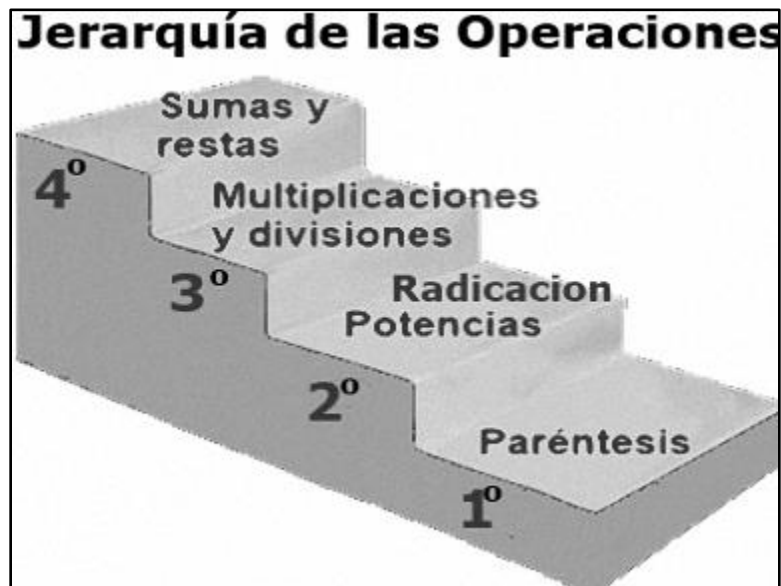 Jerarquía de las Operaciones
Sumas y
restas
4º
Multiplicaciones
y divisiones
3º
Radicacion
Potencias
2º
Paréntesis
1º